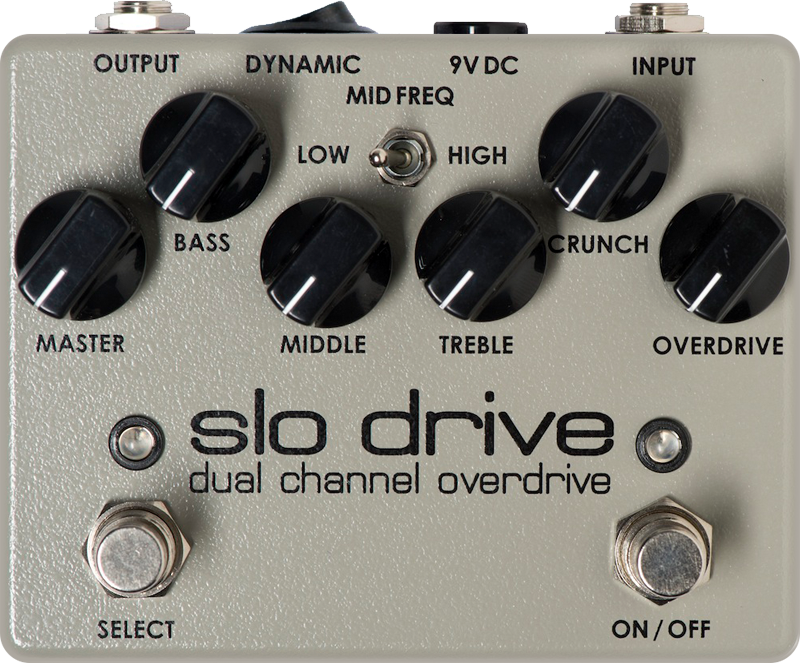 OUTPUT DYNAMIC 9V DC INPUT
MID FREQ
LOW HIGH
BASS CRUNCH
MASTER MIDDLE TREBLE OVERDRIVE
slo drive
dual channel overdrive
SELECT ON / OFF